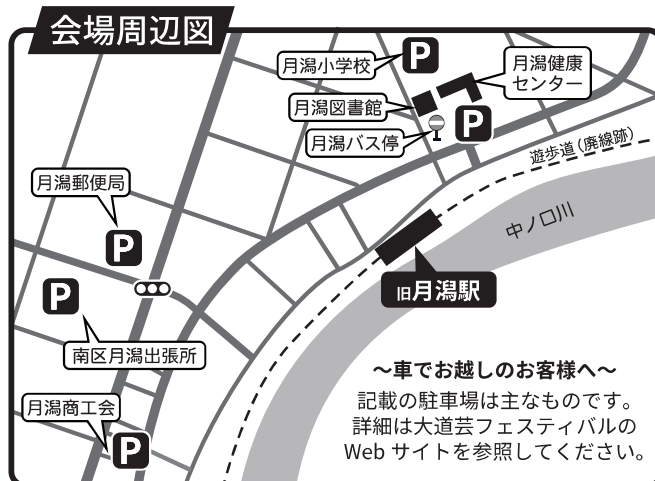 会場周辺図
月潟小学校
P
月潟健康
センター
月潟図書館
P
月潟バス停
遊歩道(廃線跡)
月潟郵便局
中ノ口川
P
P
旧月潟駅
南区月潟出張所
~車でお越しのお客様へ~
月潟商工会
記載の駐車場は主なものです。
詳細は大道芸フェスティバルの
P
Web サイトを参照してください。